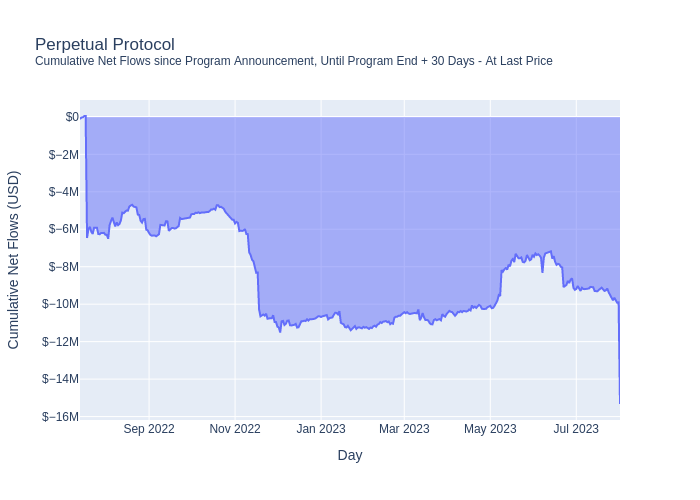 Perpetual Protocol
Cumulative Net Flows since Program Announcement, Until Program End + 30 Days - At Last Price
Cumulative Net Flows (USD)
$0
$−2M
$−4M
$−6M
$−8M
$−10M
$−12M
$−14M
$−16M
Sep 2022
Nov 2022
Jan 2023
Mar 2023
May 2023
Jul 2023
Day